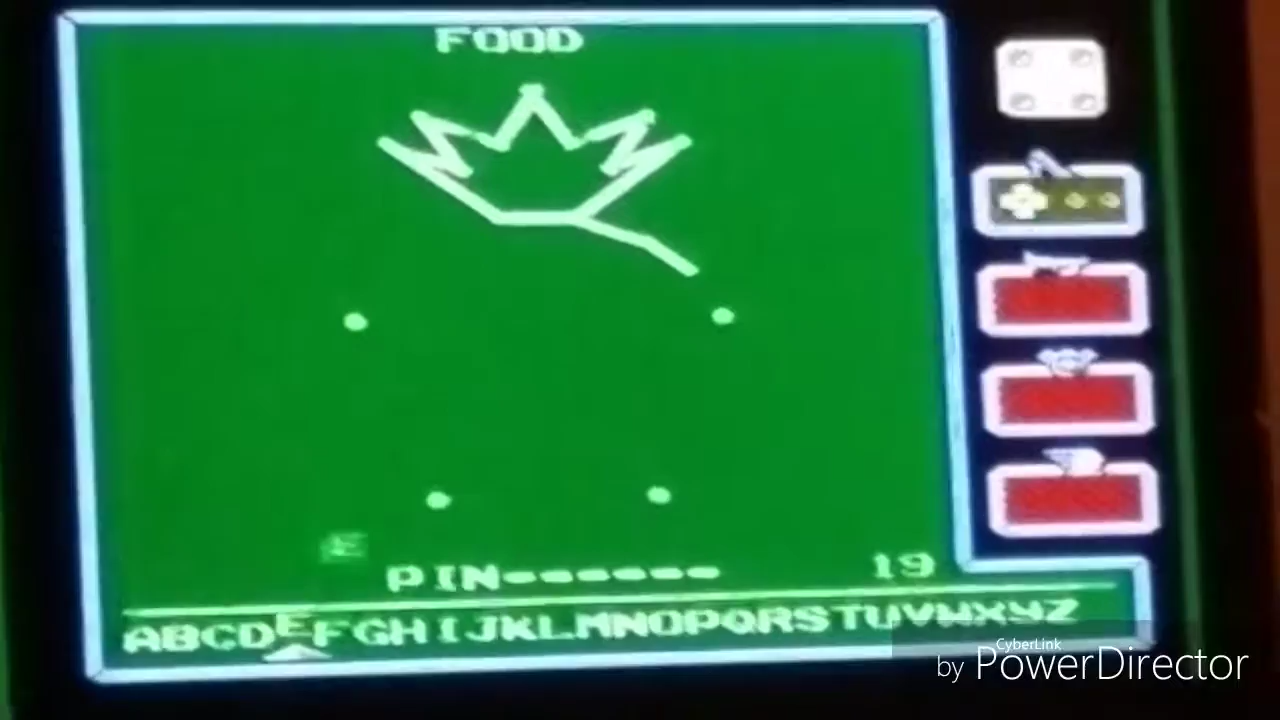 FOOD
E
PIN------ 19
ABCDEFGHIJKLMNOPQRSTUVWXYZ
CyberLink
by PowerDirector